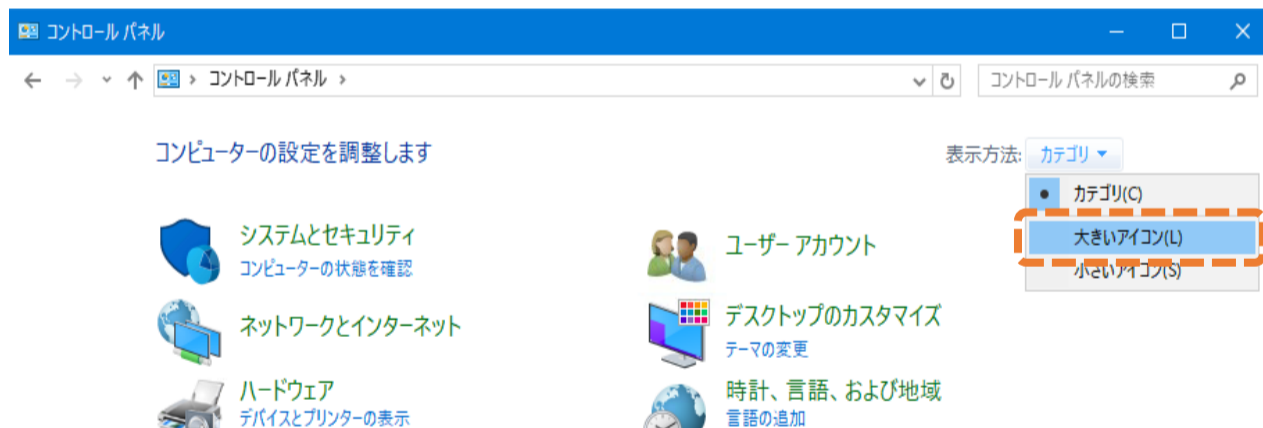 コントロール パネル
コントロール パネル
コントロール パネルの検索
コンピューターの設定を調整します
表示方法: カテゴリ
カテゴリ(C)
大きいアイコン(L)
小さいアイコン(S)
システムとセキュリティ
コンピューターの状態を確認
ユーザー アカウント
ネットワークとインターネット
デスクトップのカスタマイズ
テーマの変更
ハードウェア
デバイスとプリンターの表示
時計、言語、および地域
言語の追加